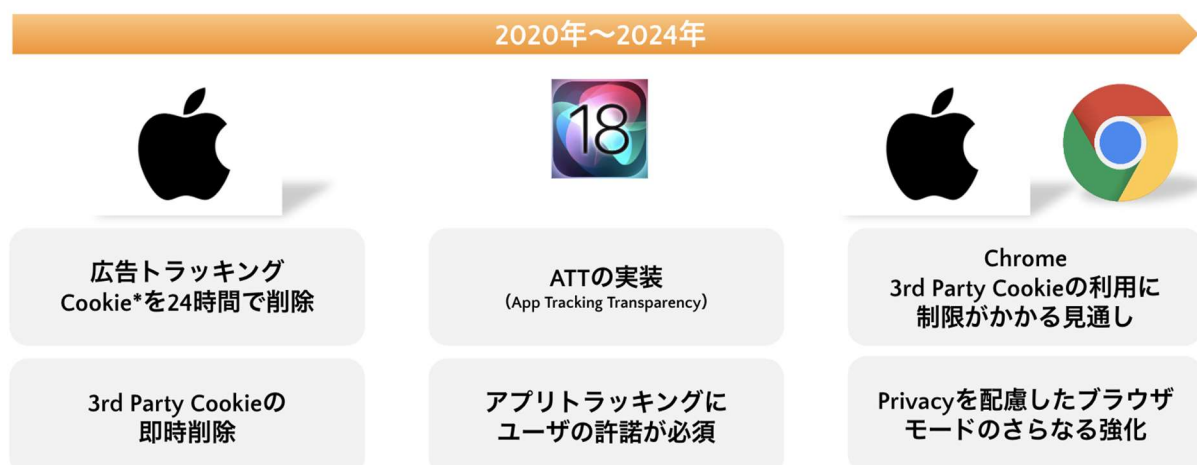 2020年〜2024年
18
広告トラッキング
Cookie*を24時間で削除
ATTの実装
(App Tracking Transparency)
Chrome
3rd Party Cookieの利用に
制限がかかる見通し
3rd Party Cookieの
即時削除
アプリトラッキングに
ユーザの許諾が必須
Privacyを配慮したブラウザ
モードのさらなる強化